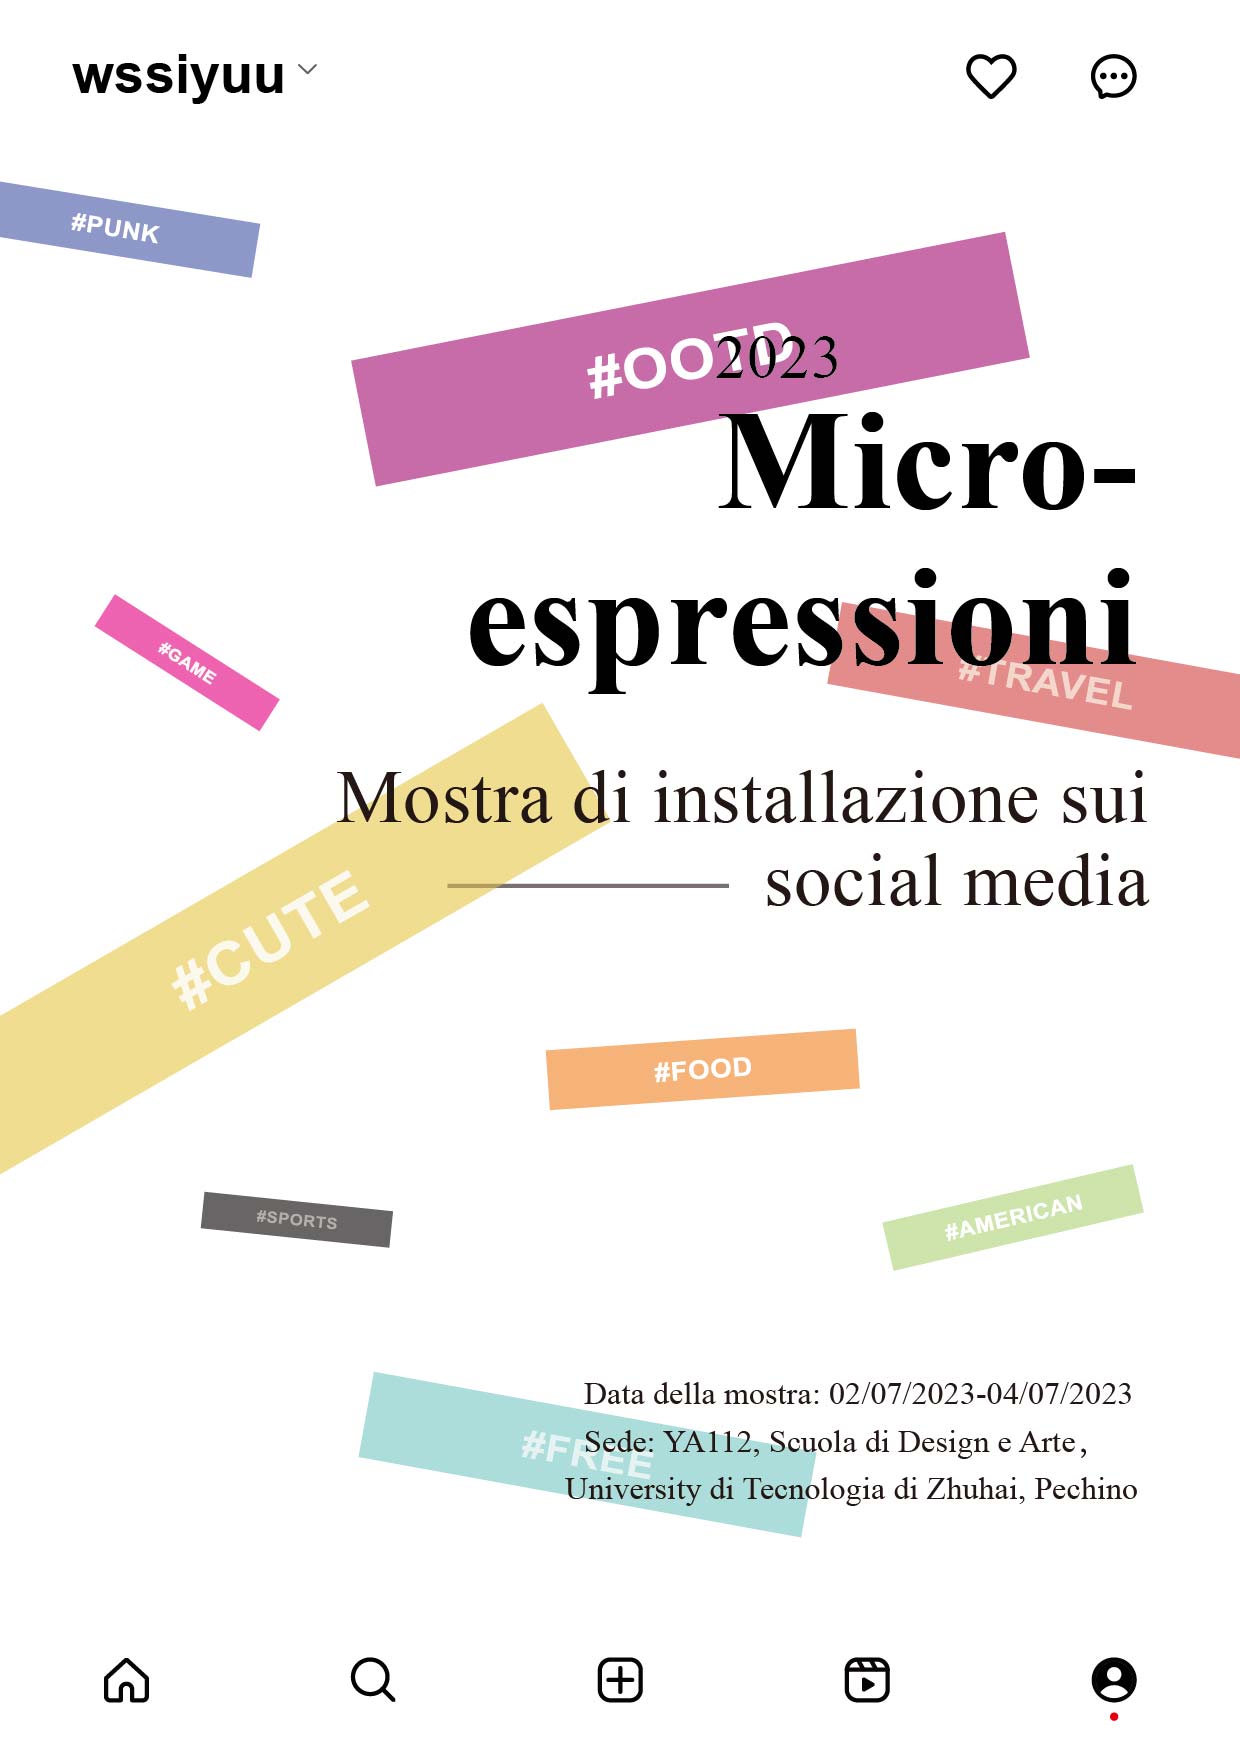 wssiyuu
#PUNK
#OOTD
2023
Micro-
espressioni
#GAME
#TRAVEL
Mostra di installazione sui
social media
#CUTE
#FOOD
#SPORTS
#AMERICAN
Data della mostra: 02/07/2023-04/07/2023
#FREE
Sede: YA112, Scuola di Design e Arte,
University di Tecnologia di Zhuhai, Pechino